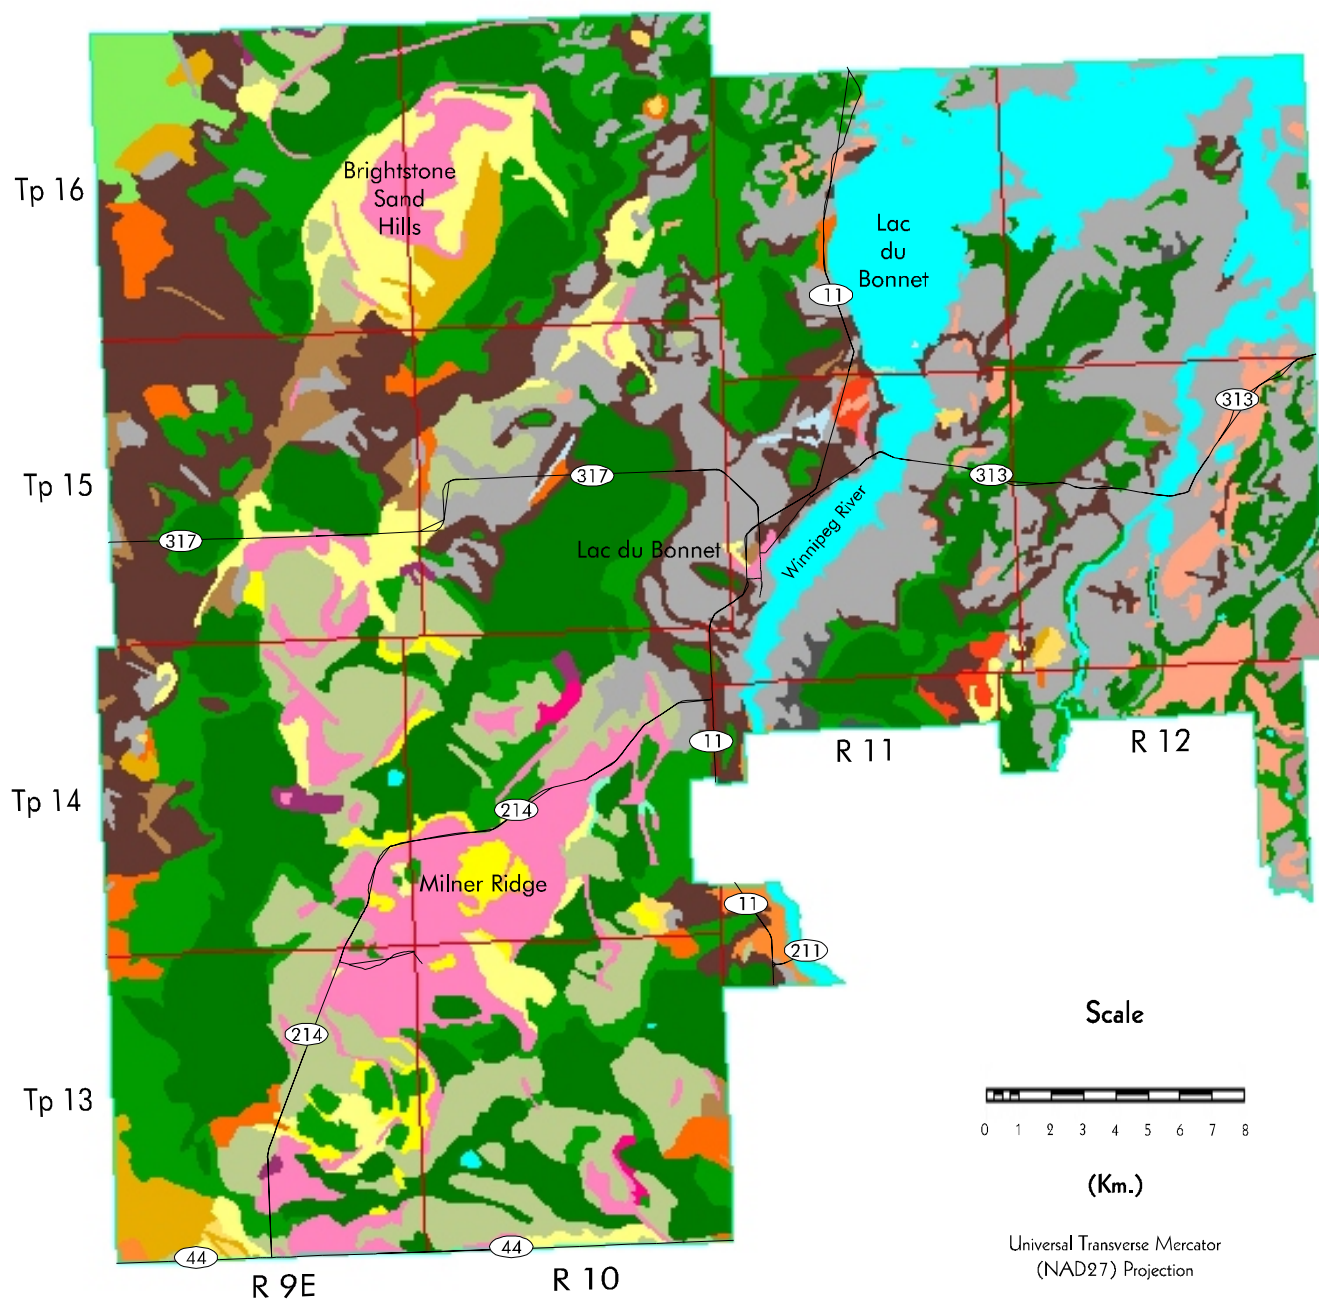 Tp 16
Brightstone
Sand
Hills
Lac
du
Bonnet
11
313
Tp 15
317
313
317
Lac du Bonnet
Winnipeg River
11
R 11
R 12
Tp 14
214
Milner Ridge
11
211
214
Tp 13
Scale
0 1 2 3 4 5 6 7 8
(Km.)
Universal Transverse Mercator
(NAD27) Projection
44
44
R 9E
R 10